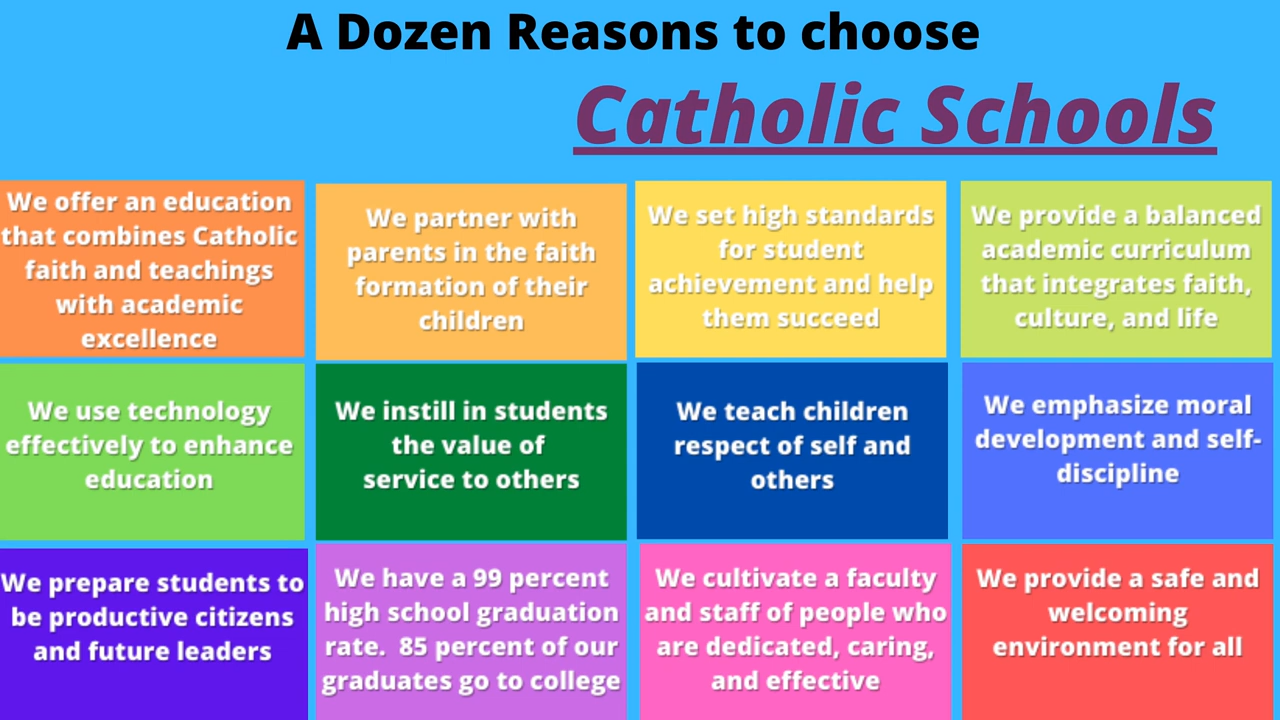 A Dozen Reasons to choose
Catholic Schools
We offer an education
that combines Catholic
faith and teachings
with academic
excellence
We partner with
parents in the faith
formation of their
children
We set high standards
for student
achievement and help
them succeed
We provide a balanced
academic curriculum
that integrates faith,
culture, and life
We use technology
effectively to enhance
education
We instill in students
the value of
service to others
We teach children
respect of self and
others
We emphasize moral
development and self-
discipline
We prepare students to
be productive citizens
and future leaders
We have a 99 percent
high school graduation
rate.  85 percent of our
graduates go to college
We cultivate a faculty
and staff of people who
are dedicated, caring,
and effective
We provide a safe and
welcoming
environment for all